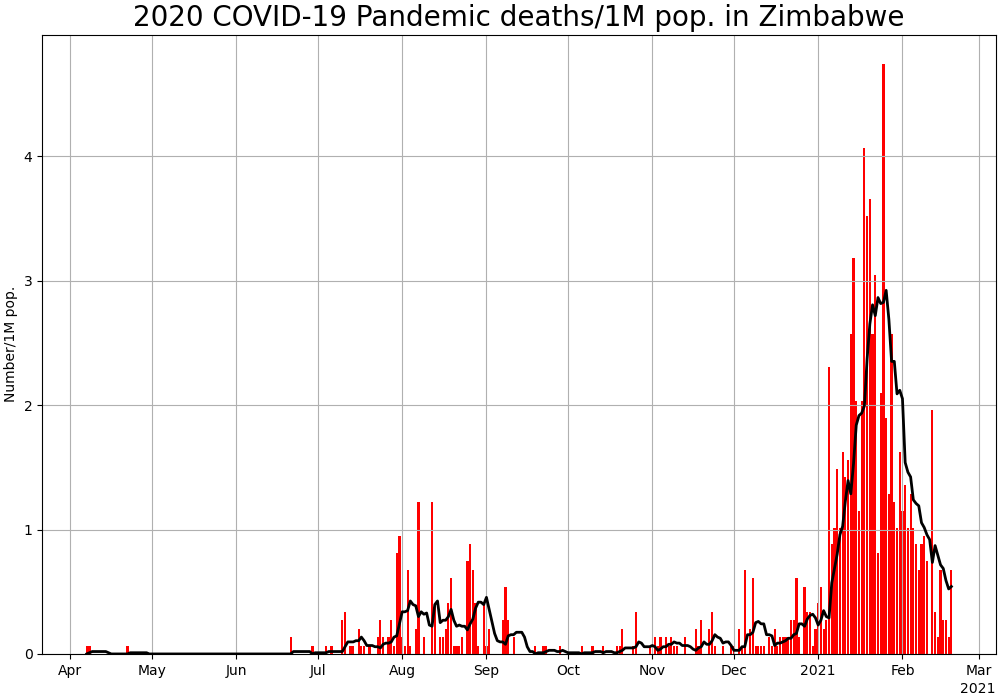 2020 COVID-19 Pandemic deaths/1M pop. in Zimbabwe
Number/1M pop.
4
3
2
1
0
Apr May Jun Jul Aug Sep Oct Nov Dec 2021 Feb Mar
2021